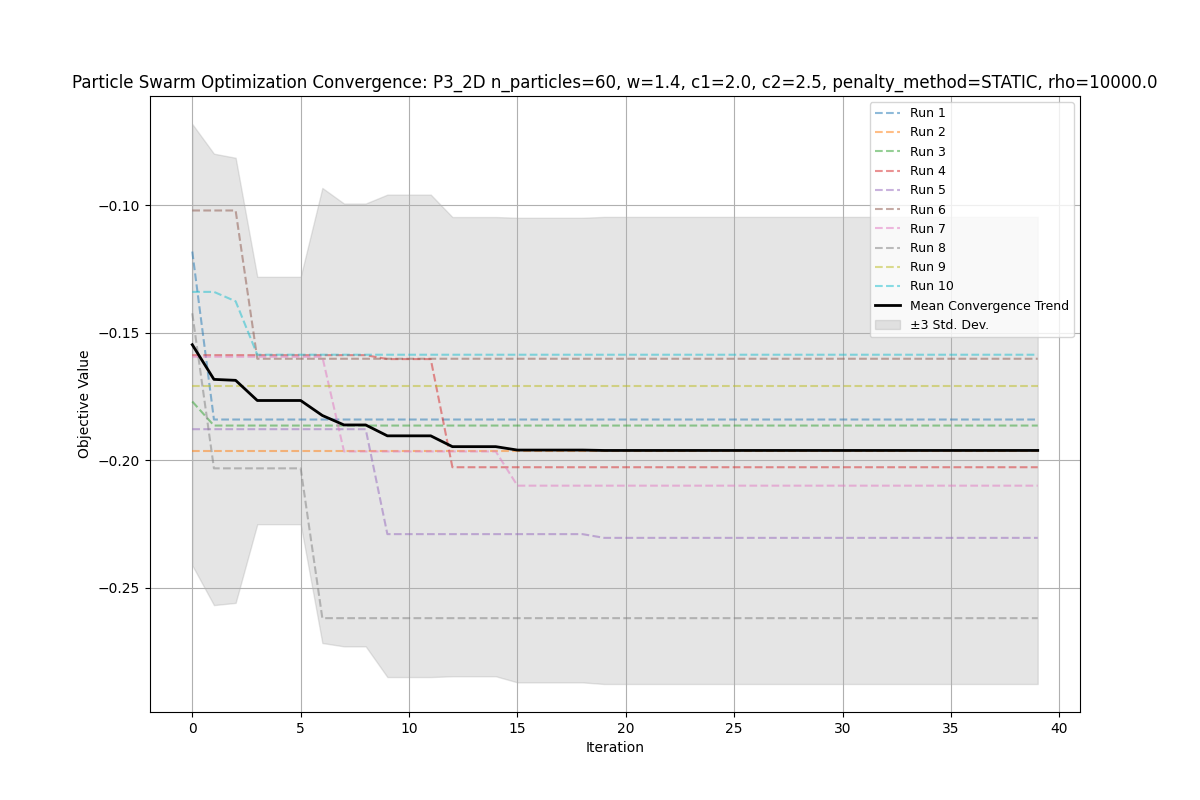 Particle Swarm Optimization Convergence: P3_2D n_particles=60, w=1.4, c1=2.0, c2=2.5, penalty_method=STATIC, rho=10000.0
Run 1
Run 2
Run 3
Run 4
Run 5
Run 6
Run 7
Run 8
Run 9
Run 10
Mean Convergence Trend
±3 Std. Dev.
Objective Value
−0.10
−0.15
−0.20
−0.25
0 5 10 15 20 25 30 35 40
Iteration